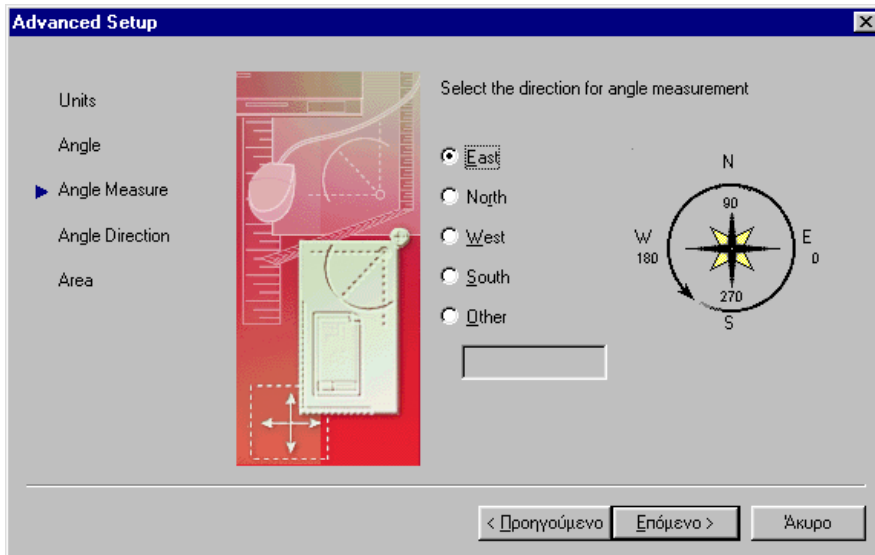 Advanced Setup
Units
Angle
Angle Measure
Angle Direction
Area
Select the direction for angle measurement
East
North
West
South
Other
N
90
W
180
E
0
270
S
< Προηγούμενο
Επόμενο >
Άκυρο